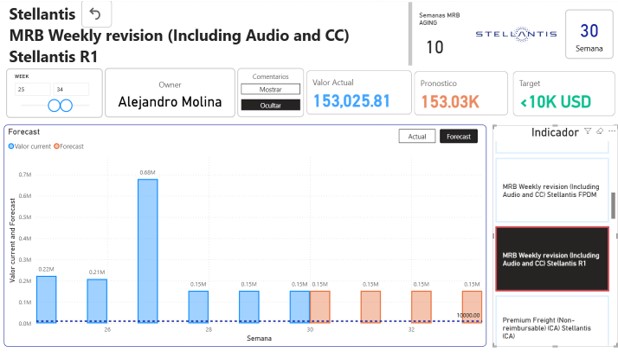 Stellantis
MRB Weekly revision (Including Audio and CC)
Stellantis R1
Semanas MRB
AGING
10
STELLANTIS
30
Semana
WEEK
25
34
Owner
Alejandro Molina
Comentarios
Mostrar
Ocultar
Valor Actual
153,025.81
Pronostico
153.03K
Target
<10K USD
Forecast
Valor current
Forecast
Actual
Forecast
Valor current and Forecast
0.7M
0.6M
0.5M
0.4M
0.3M
0.2M
0.1M
0.0M
0.22M
0.21M
0.68M
0.15M
0.15M
0.15M
0.15M
0.15M
0.15M
0.15M
10000.00
26
28
30
32
Semana
Indicador
MRB Weekly revision (Including
Audio and CC) Stellantis FPDM
MRB Weekly revision (Including
Audio and CC) Stellantis R1
Premium Freight (Non-
reimbursable) (CA) Stellantis
(CA)